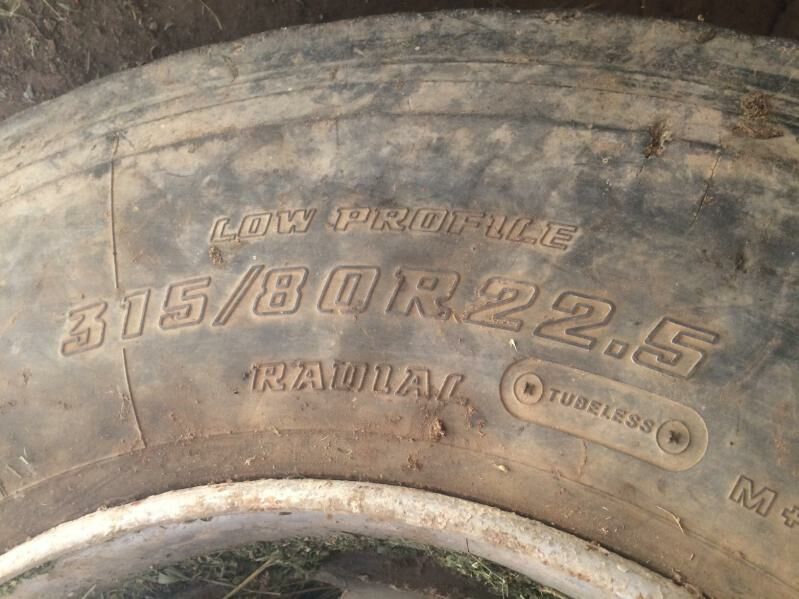 LOW PROFILE
315/80R22.5
RADIAL
TUBELESS
M+